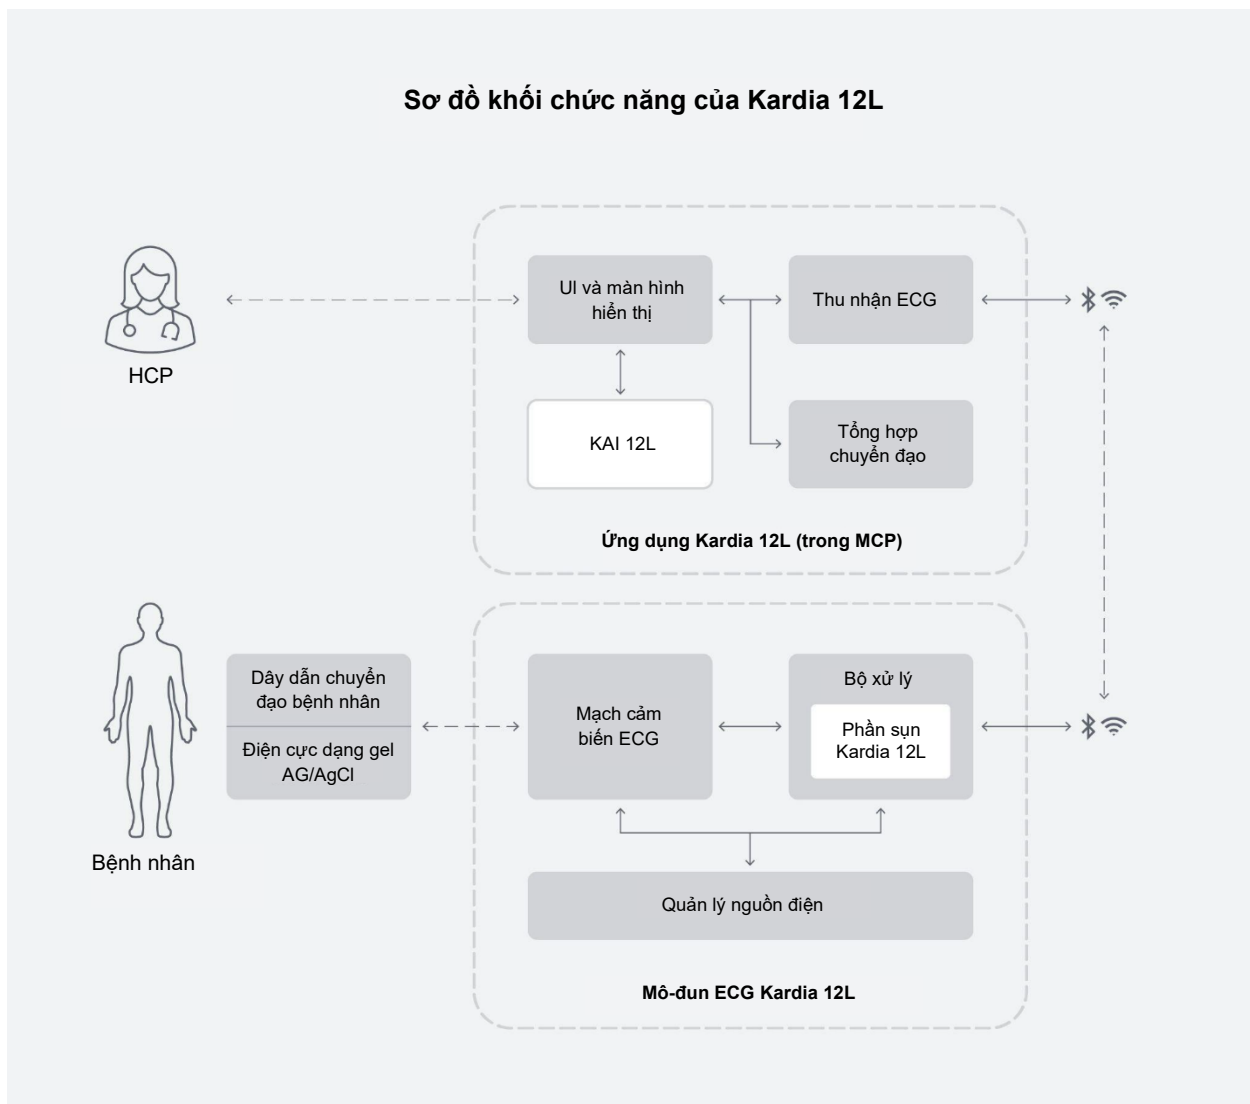 Sơ đồ khối chức năng của Kardia 12L
HCP
UI và màn hình
hiển thị
Thu nhận ECG
KAI 12L
Tổng hợp
chuyển đạo
Ứng dụng Kardia 12L (trong MCP)
Bệnh nhân
Dây dẫn chuyển
đạo bệnh nhân
Điện cực dạng gel
AG/AgCl
Mạch cảm
biến ECG
Bộ xử lý
Phần sụn
Kardia 12L
Quản lý nguồn điện
Mô-đun ECG Kardia 12L